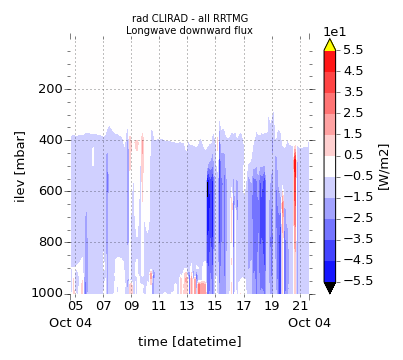 rad CLIRAD - all RRTMG
Longwave downward flux
1e1
5.5
4.5
3.5
2.5
1.5
0.5
−0.5
−1.5
−2.5
−3.5
−4.5
−5.5
[W/m2]
ilev [mbar]
200
400
600
800
1000
05 07 09 11 13 15 17 19 21
Oct 04 Oct 04
time [datetime]